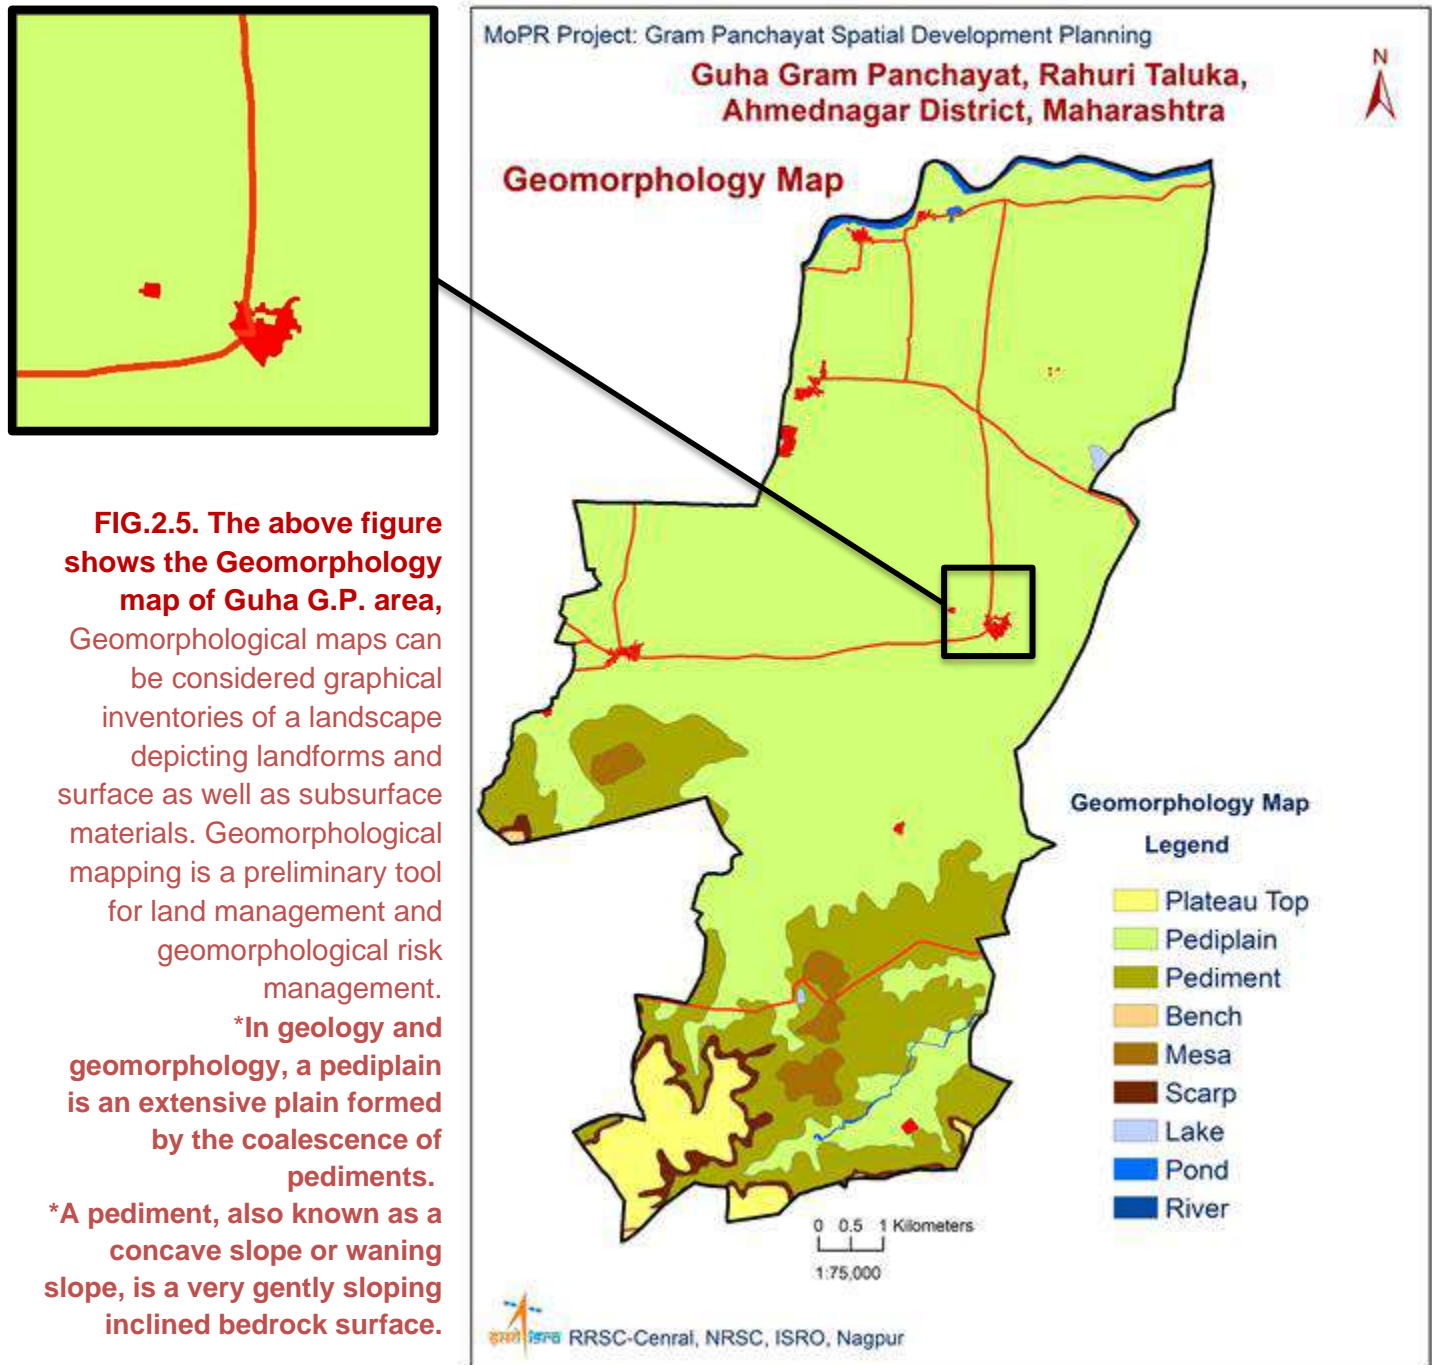 MoPR Project: Gram Panchayat Spatial Development Planning
Guha Gram Panchayat, Rahuri Taluka,
Ahmednagar District, Maharashtra
N
Geomorphology Map
FIG.2.5. The above figure
shows the Geomorphology
map of Guha G.P. area,
Geomorphological maps can
be considered graphical
inventories of a landscape
depicting landforms and
surface as well as subsurface
materials. Geomorphological
mapping is a preliminary tool
for land management and
geomorphological risk
management.
*In geology and
geomorphology, a pediplain
is an extensive plain formed
by the coalescence of
pediments.
*A pediment, also known as a
concave slope or waning
slope, is a very gently sloping
inclined bedrock surface.
Geomorphology Map
Legend
Plateau Top
Pediplain
Pediment
Bench
Mesa
Scarp
Lake
Pond
River
0 0.5 1 Kilometers
1:75,000
इसरो isro RRSC-Cenral, NRSC, ISRO, Nagpur